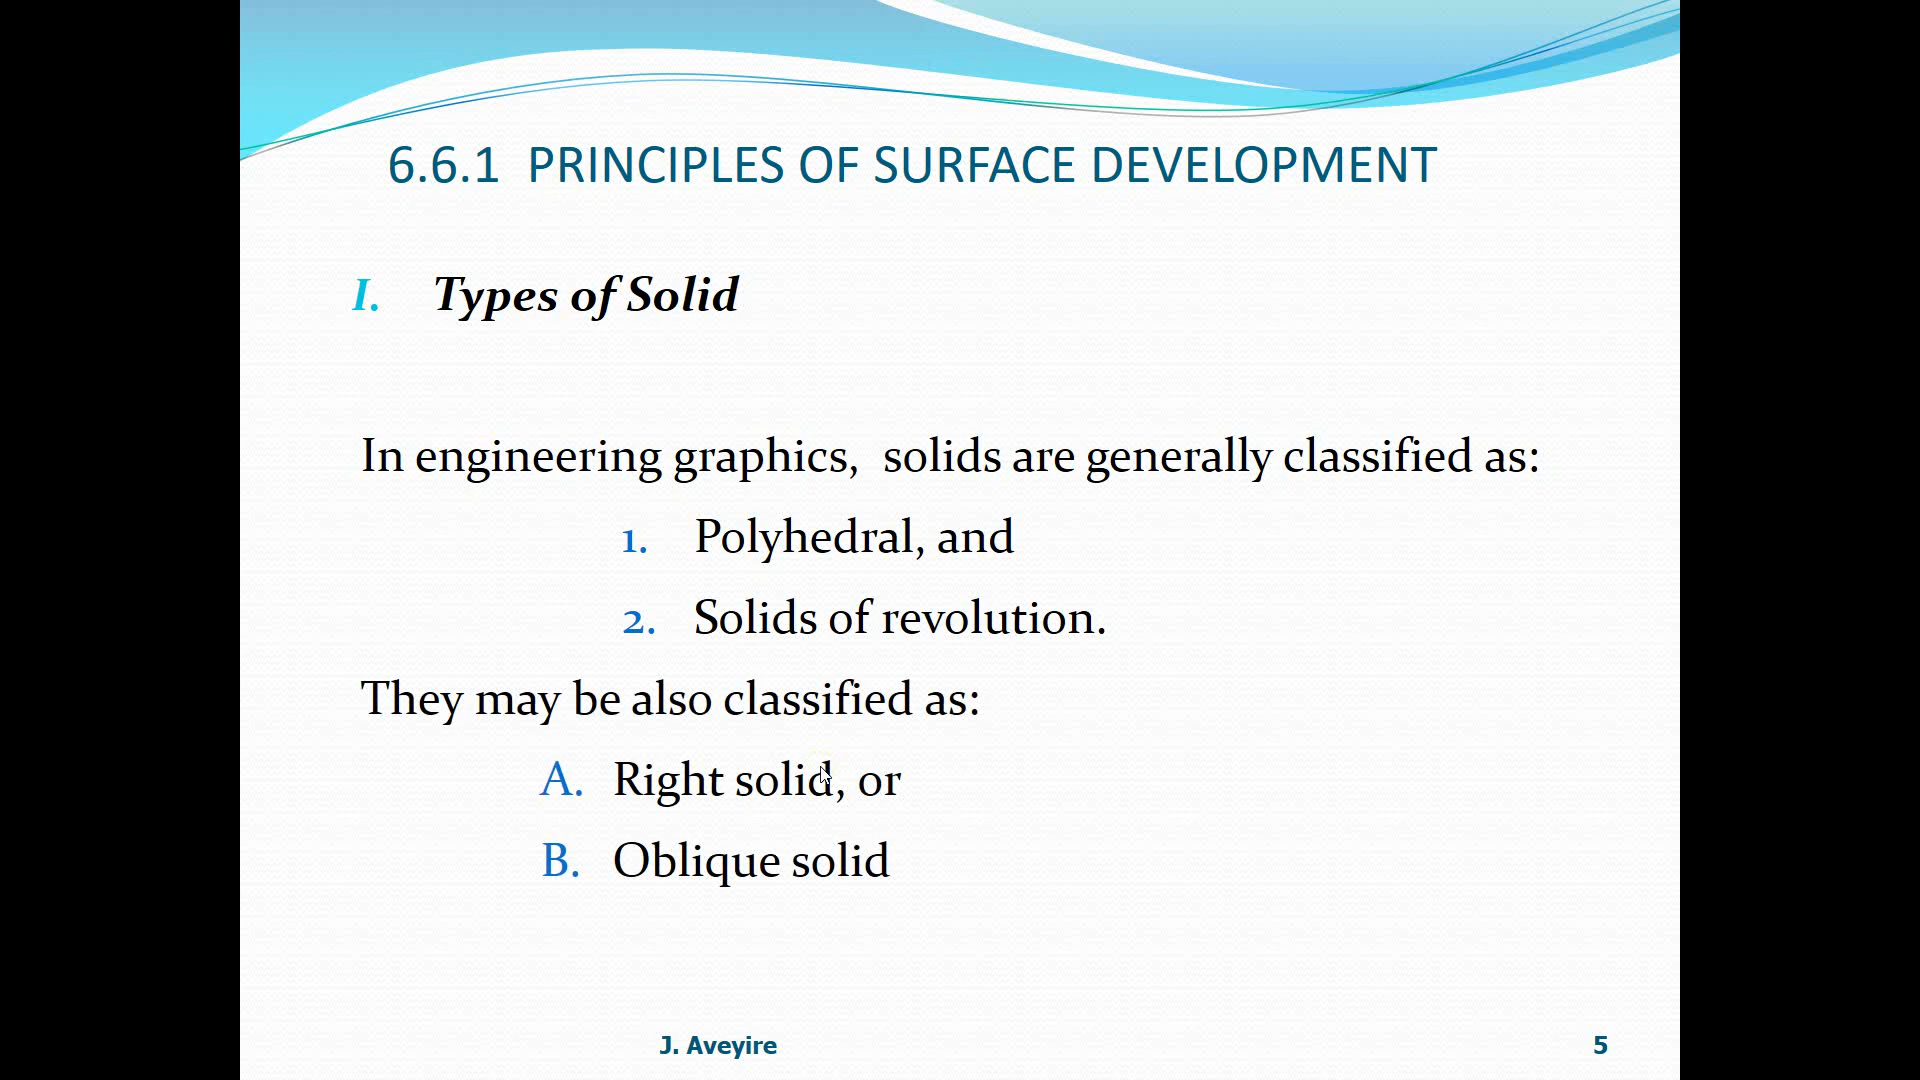 6.6.1 PRINCIPLES OF SURFACE DEVELOPMENT
I. Types of Solid
In engineering graphics, solids are generally classified as:
1. Polyhedral, and
2. Solids of revolution.
They may be also classified as:
A. Right solid, or
B. Oblique solid
J. Aveyire
5